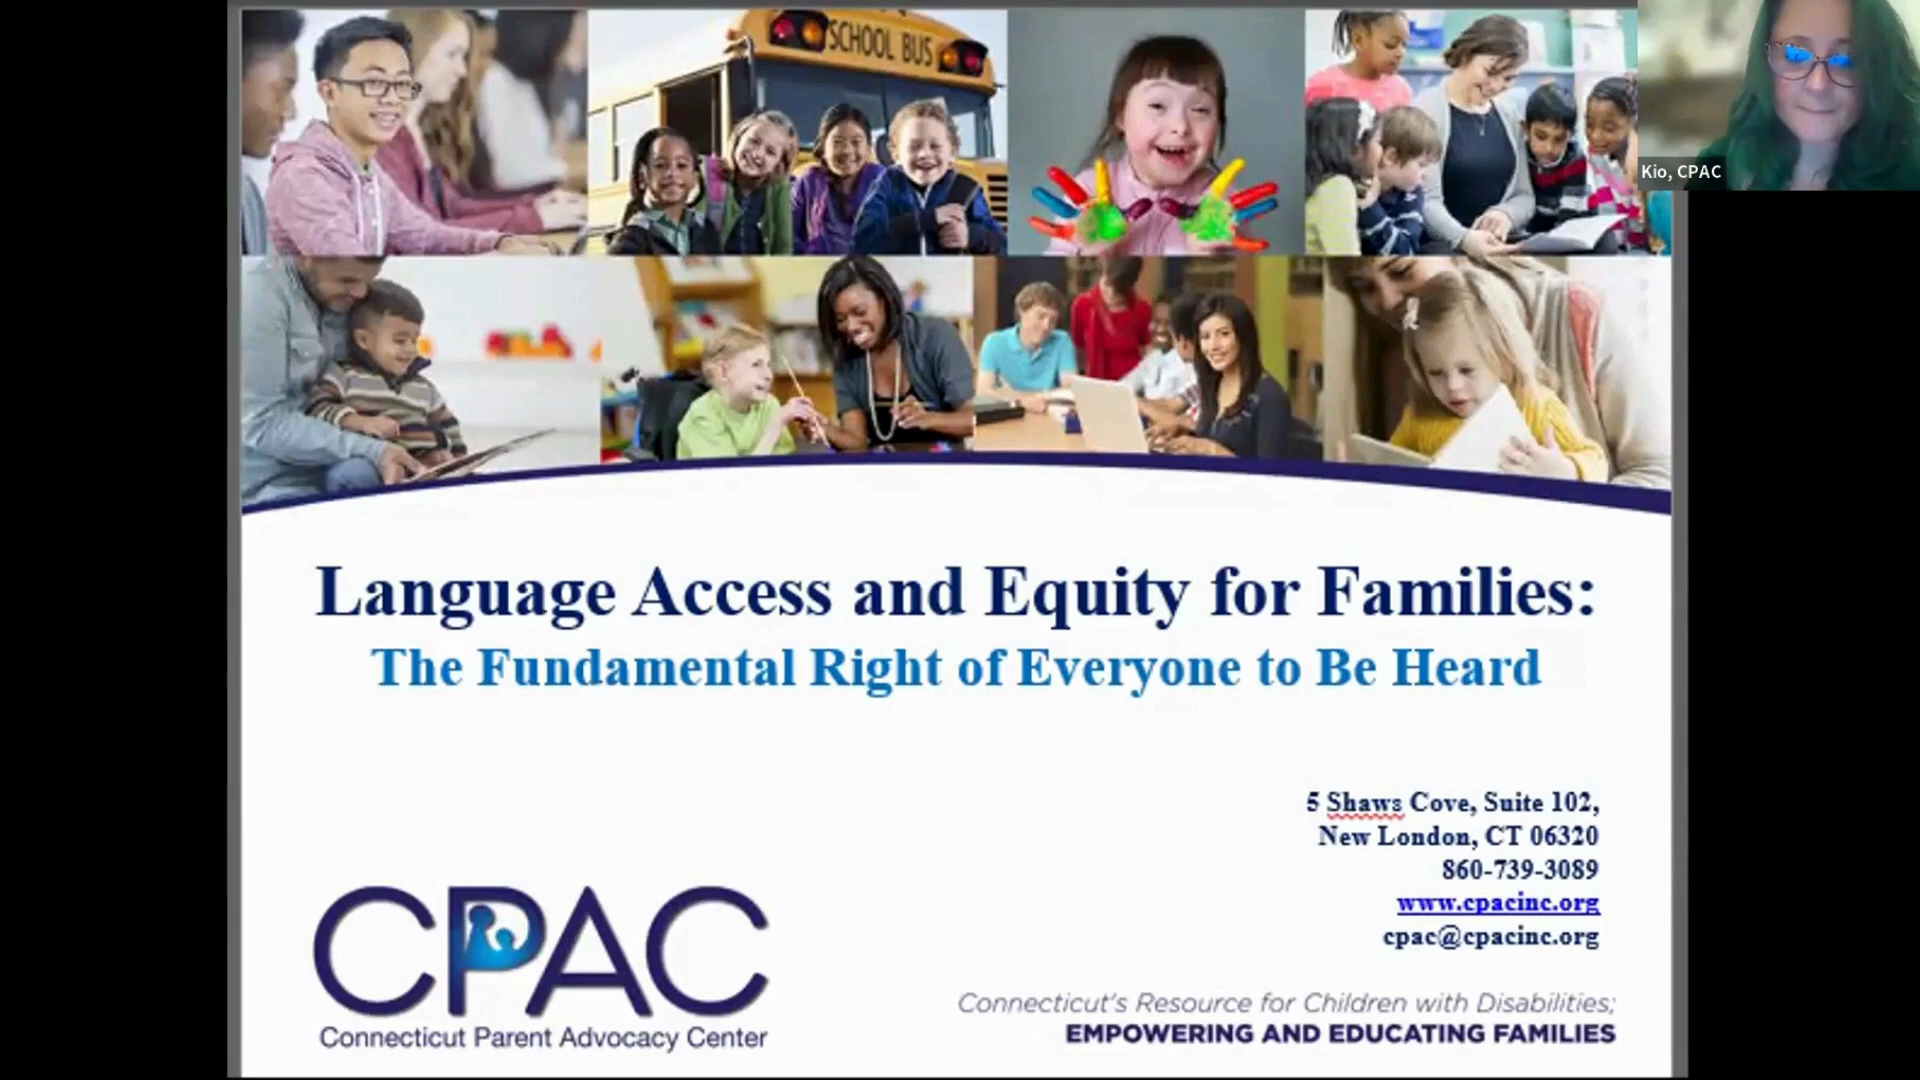 SCHOOL BUS
Kio, CPAC
Language Access and Equity for Families:
The Fundamental Right of Everyone to Be Heard
5 Shaws Cove, Suite 102,
New London, CT 06320
860-739-3089
www.cpacinc.org
cpac@cpacinc.org
CPAC
Connecticut Parent Advocacy Center
Connecticut's Resource for Children with Disabilities;
EMPOWERING AND EDUCATING FAMILIES